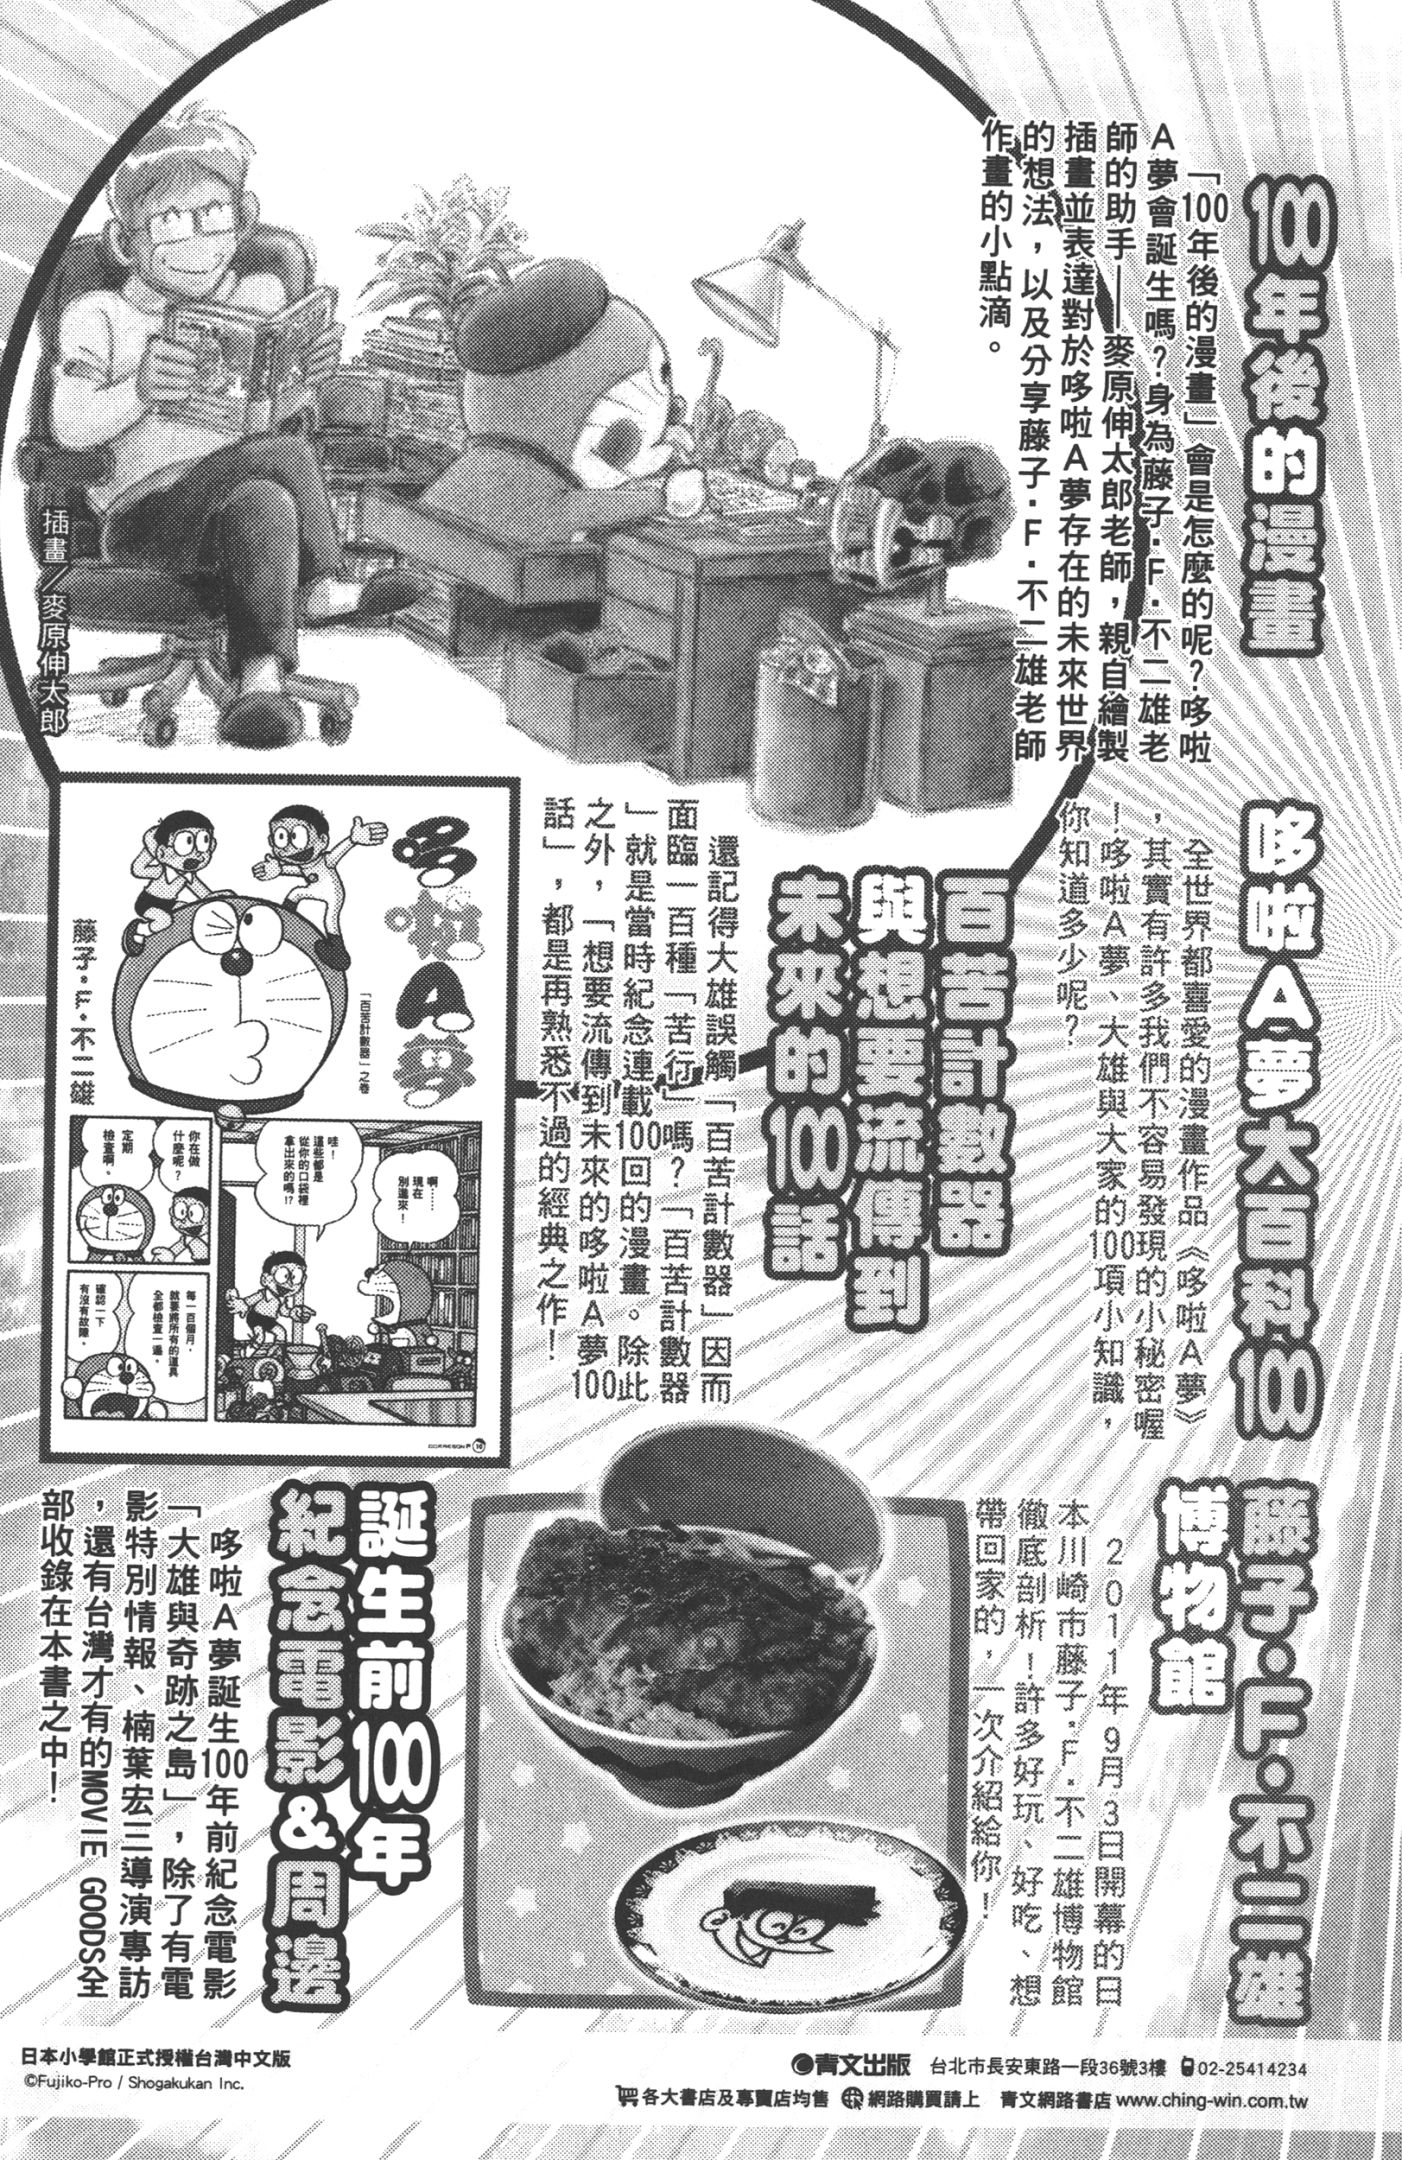 100年後的漫畫
「100年後的漫畫」會是怎麼的呢？哆啦
A夢會誕生嗎？身為藤子・F・不二雄老
師的助手——麥原伸太郎老師，親自繪製
插畫並表達對於哆啦A夢存在的未來世界
的想法，以及分享藤子・F・不二雄老師
作畫的小點滴。
插畫／麥原伸太郎
哆啦A夢大百科100
全世界都喜愛的漫畫作品《哆啦A夢》
，其實有許多我們不容易發現的小秘密喔
！哆啦A夢、大雄與大家的100項小知識，
你知道多少呢？
百苦計數器
與想要流傳到
未來的100話
還記得大雄誤觸「百苦計數器」因而
面臨一百種「苦行」嗎？「百苦計數器
」就是當時紀念連載100回的漫畫。除此
之外，「想要流傳到未來的哆啦A夢100
話」，都是再熟悉不過的經典之作！
哆啦A夢
「百苦計數器」之卷
藤子・F・不二雄
你在做
什麼呢？
定期
檢查啊。
啊……
現在
別進來！
哇！
這些都是
從你的口袋裡
拿出來的嗎!?
每一百個月，
就要將所有的道具
全都檢查一遍。
確認一下
有沒有故障。
藤子・F・不二雄
博物館
2011年9月3日開幕的日
本川崎市藤子・F・不二雄博物館
徹底剖析！許多好玩、好吃、想
帶回家的，一次介紹給你！
誕生前100年
紀念電影&周邊
哆啦A夢誕生100年前紀念電影
「大雄與奇跡之島」，除了有電
影特別情報、楠葉宏三導演專訪
，還有台灣才有的MOVIE GOODS全
部收錄在本書之中！
日本小學館正式授權台灣中文版
©Fujiko-Pro / Shogakukan Inc.
青文出版 台北市長安東路一段36號3樓 02-25414234
各大書店及專賣店均售 網路購買請上 青文網路書店 www.ching-win.com.tw